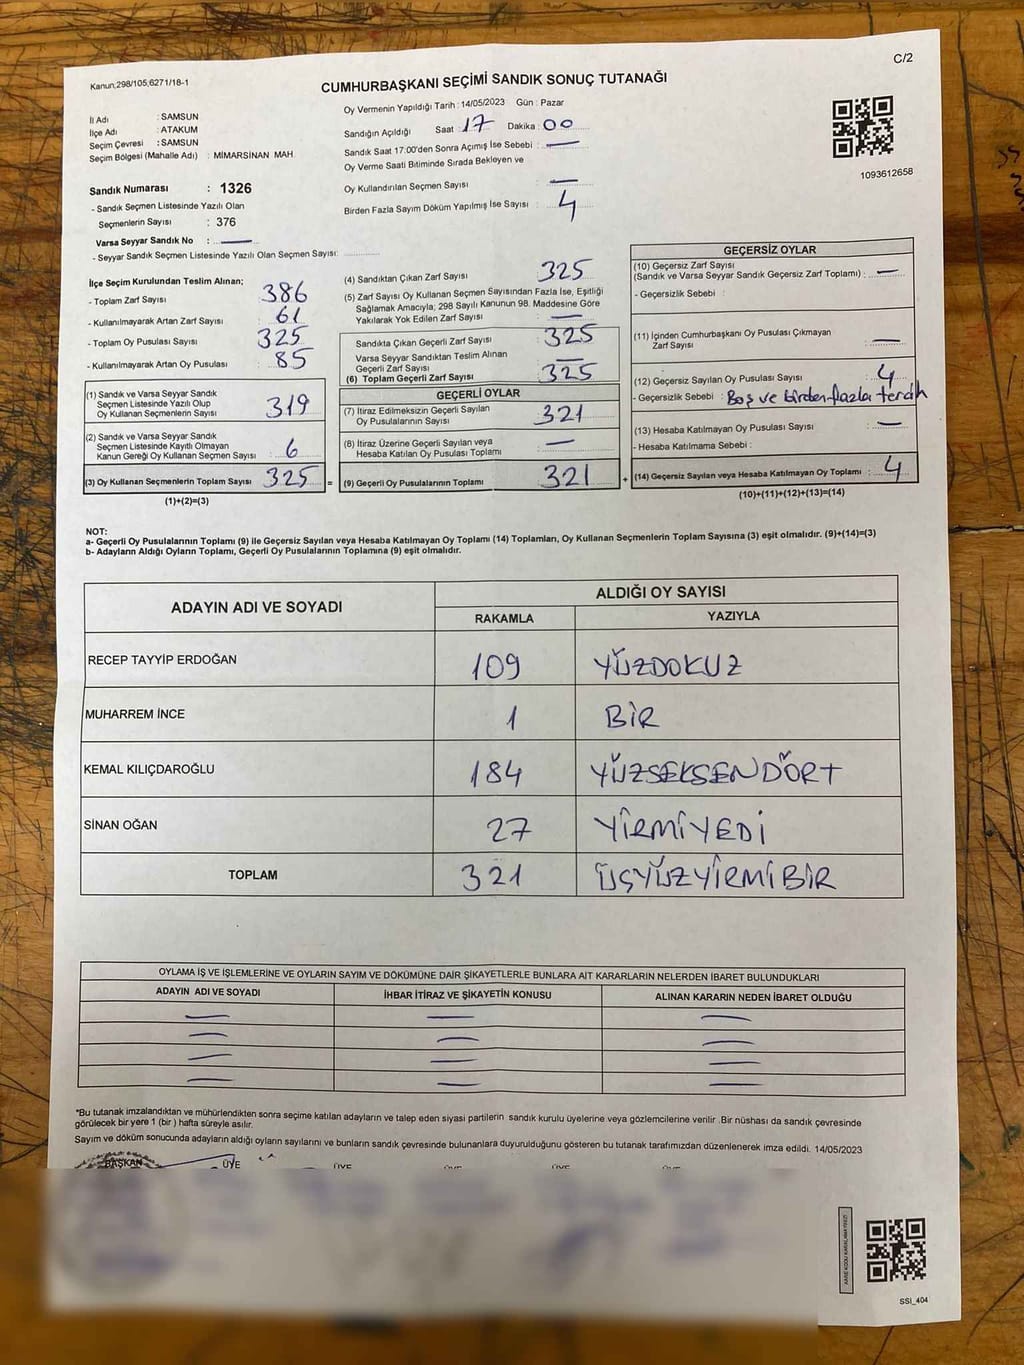 Kanun;298/105;6271/18-1
C/2
CUMHURBAŞKANI SEÇİMİ SANDIK SONUÇ TUTANAĞI
İl Adı : SAMSUN
İlçe Adı : ATAKUM
Seçim Çevresi : SAMSUN
Seçim Bölgesi (Mahalle Adı) : MİMARSİNAN MAH.
Sandık Numarası : 1326
- Sandık Seçmen Listesinde Yazılı Olan
Seçmenlerin Sayısı : 376
Varsa Seyyar Sandık No : —
- Seyyar Sandık Seçmen Listesinde Yazılı Olan Seçmen Sayısı:
Oy Vermenin Yapıldığı Tarih : 14/05/2023 Gün : Pazar
Sandığın Açıldığı Saat : 17 Dakika : 00
Sandık Saat 17:00'den Sonra Açımış İse Sebebi : —
Oy Verme Saati Bitiminde Sırada Bekleyen ve
Oy Kullandırılan Seçmen Sayısı : —
Birden Fazla Sayım Döküm Yapılmış İse Sayısı : 4
1093612658
İlçe Seçim Kurulundan Teslim Alınan;
- Toplam Zarf Sayısı : 386
- Kullanılmayarak Artan Zarf Sayısı : 61
- Toplam Oy Pusulası Sayısı : 325
- Kullanılmayarak Artan Oy Pusulası : 85
(1) Sandık ve Varsa Seyyar Sandık
Seçmen Listesinde Yazılı Olup
Oy Kullanan Seçmenlerin Sayısı : 319
(2) Sandık ve Varsa Seyyar Sandık
Seçmen Listesinde Kayıtlı Olmayan
Kanun Gereği Oy Kullanan Seçmen Sayısı : 6
(3) Oy Kullanan Seçmenlerin Toplam Sayısı : 325 =
(1)+(2)=(3)
(4) Sandıktan Çıkan Zarf Sayısı : 325
(5) Zarf Sayısı Oy Kullanan Seçmen Sayısından Fazla İse, Eşitliği
Sağlamak Amacıyla; 298 Sayılı Kanunun 98. Maddesine Göre
Yakılarak Yok Edilen Zarf Sayısı : —
Sandıkta Çıkan Geçerli Zarf Sayısı : 325
Varsa Seyyar Sandıktan Teslim Alınan
Geçerli Zarf Sayısı : —
(6) Toplam Geçerli Zarf Sayısı : 325
GEÇERLİ OYLAR
(7) İtiraz Edilmeksizin Geçerli Sayılan
Oy Pusulalarının Sayısı : 321
(8) İtiraz Üzerine Geçerli Sayılan veya
Hesaba Katılan Oy Pusulası Toplamı : —
(9) Geçerli Oy Pusulalarının Toplamı : 321 +
GEÇERSİZ OYLAR
(10) Geçersiz Zarf Sayısı
(Sandık ve Varsa Seyyar Sandık Geçersiz Zarf Toplamı) : —
- Geçersizlik Sebebi :
(11) İçinden Cumhurbaşkanı Oy Pusulası Çıkmayan
Zarf Sayısı : —
(12) Geçersiz Sayılan Oy Pusulası Sayısı : 4
- Geçersizlik Sebebi : Boş ve birden fazla tercih
(13) Hesaba Katılmayan Oy Pusulası Sayısı : —
- Hesaba Katılmama Sebebi :
(14) Geçersiz Sayılan veya Hesaba Katılmayan Oy Toplamı : 4
(10)+(11)+(12)+(13)=(14)
NOT:
a- Geçerli Oy Pusulalarının Toplamı (9) ile Geçersiz Sayılan veya Hesaba Katılmayan Oy Toplamı (14) Toplamları, Oy Kullanan Seçmenlerin Toplam Sayısına (3) eşit olmalıdır. (9)+(14)=(3)
b- Adayların Aldığı Oyların Toplamı, Geçerli Oy Pusulalarının Toplamına (9) eşit olmalıdır.
ADAYIN ADI VE SOYADI ALDIĞI OY SAYISI
RAKAMLA YAZIYLA
RECEP TAYYİP ERDOĞAN 109 YÜZDOKUZ
MUHARREM İNCE 1 BİR
KEMAL KILIÇDAROĞLU 184 YÜZSEKSENDÖRT
SİNAN OĞAN 27 YİRMİYEDİ
TOPLAM 321 ÜÇYÜZYİRMİBİR
OYLAMA İŞ VE İŞLEMLERİNE VE OYLARIN SAYIM VE DÖKÜMÜNE DAİR ŞİKAYETLERLE BUNLARA AİT KARARLARIN NELERDEN İBARET BULUNDUKLARI
ADAYIN ADI VE SOYADI İHBAR İTİRAZ VE ŞİKAYETİN KONUSU ALINAN KARARIN NEDEN İBARET OLDUĞU
— — —
— — —
— — —
— — —
*Bu tutanak imzalandıktan ve mühürlendikten sonra seçime katılan adayların ve talep eden siyasi partilerin sandık kurulu üyelerine veya gözlemcilerine verilir .Bir nüshası da sandık çevresinde
görülecek bir yere 1 (bir ) hafta süreyle asılır.
Sayım ve döküm sonucunda adayların aldığı oyların sayılarını ve bunların sandık çevresinde bulunanlara duyurulduğunu gösteren bu tutanak tarafımızdan düzenlenerek imza edildi. 14/05/2023
BAŞKAN ÜYE ÜYE ÜYE ÜYE ÜYE
SSI_404